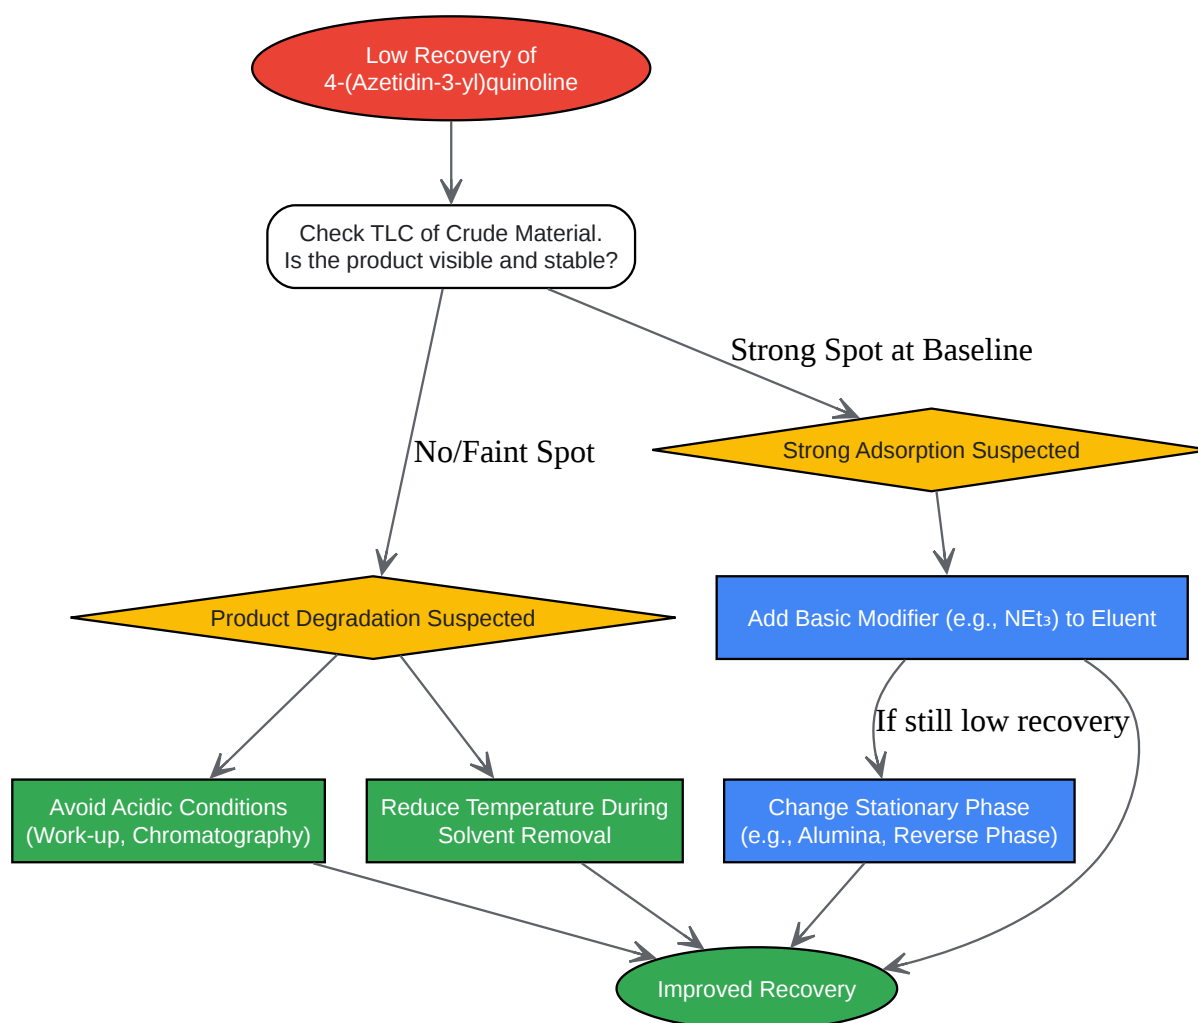 Low Recovery of
4-(Azetidin-3-yl)quinoline
Check TLC of Crude Material.
Is the product visible and stable?
Strong Spot at Baseline
No/Faint Spot
Strong Adsorption Suspected
Product Degradation Suspected
Add Basic Modifier (e.g., NEt₃) to Eluent
If still low recovery
Avoid Acidic Conditions
(Work-up, Chromatography)
Reduce Temperature During
Solvent Removal
Change Stationary Phase
(e.g., Alumina, Reverse Phase)
Improved Recovery